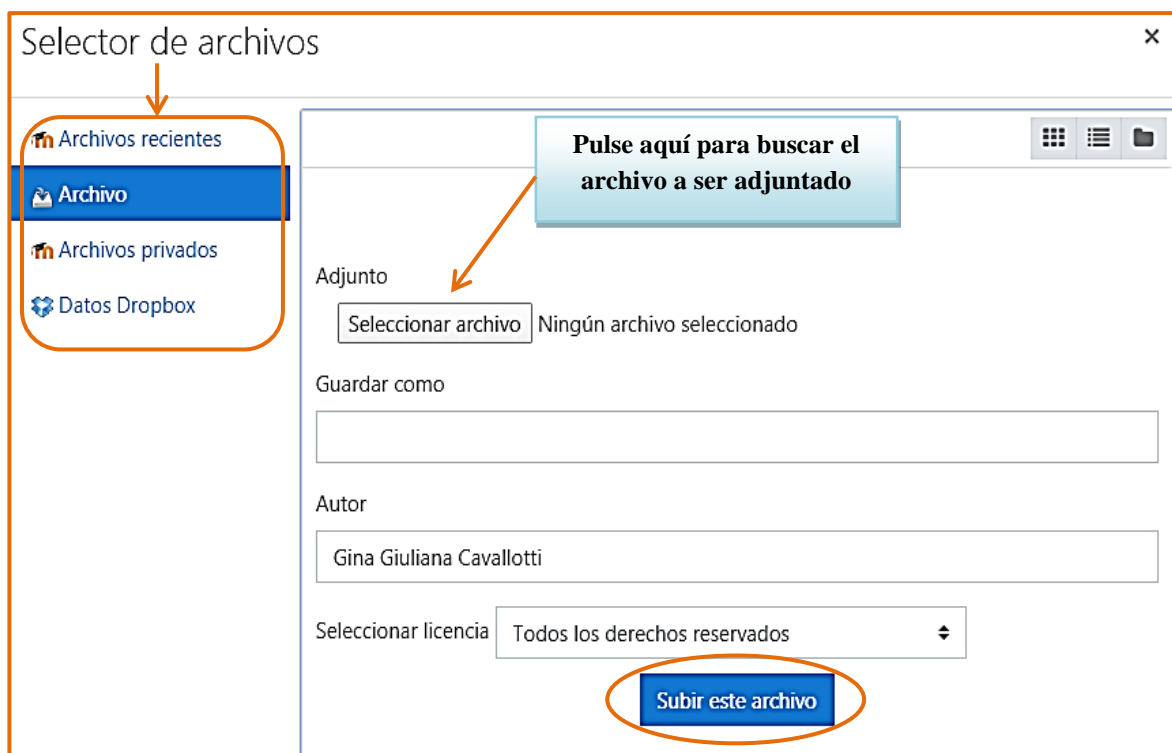 Selector de archivos
×
Archivos recientes
Archivo
Archivos privados
Datos Dropbox
Pulse aquí para buscar el
archivo a ser adjuntado
Adjunto
Seleccionar archivo Ningún archivo seleccionado
Guardar como
Autor
Gina Giuliana Cavallotti
Seleccionar licencia Todos los derechos reservados
Subir este archivo